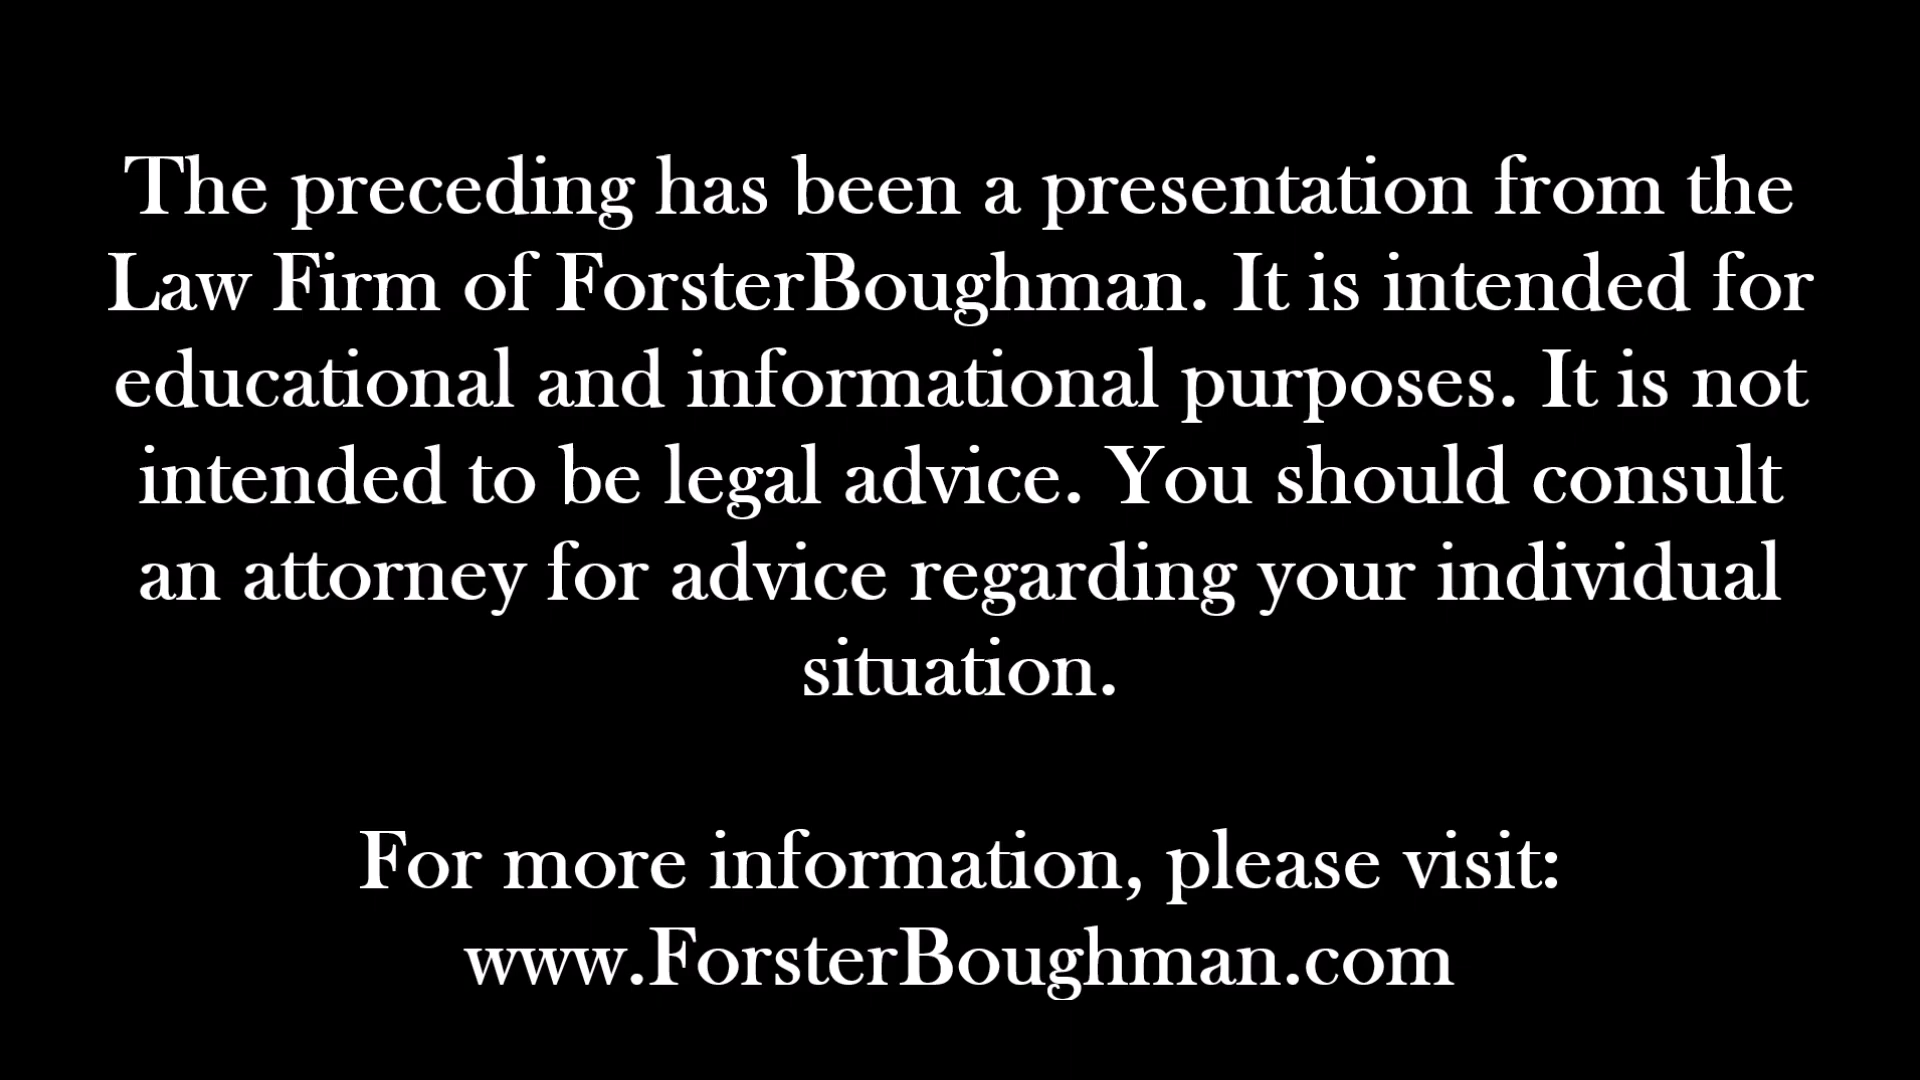 The preceding has been a presentation from the
Law Firm of ForsterBoughman. It is intended for
educational and informational purposes. It is not
intended to be legal advice. You should consult
an attorney for advice regarding your individual
situation.
For more information, please visit:
www.ForsterBoughman.com